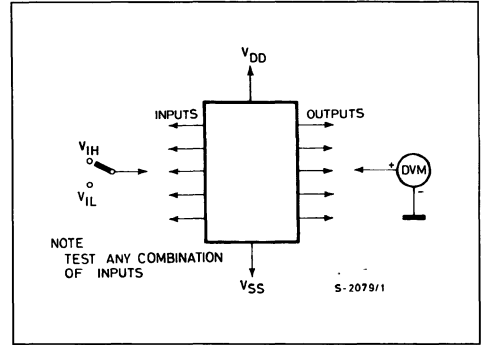 VDD
INPUTS OUTPUTS
VIH
VIL
+ DVM
-
NOTE
TEST ANY COMBINATION
OF INPUTS
VSS
S-2079/1